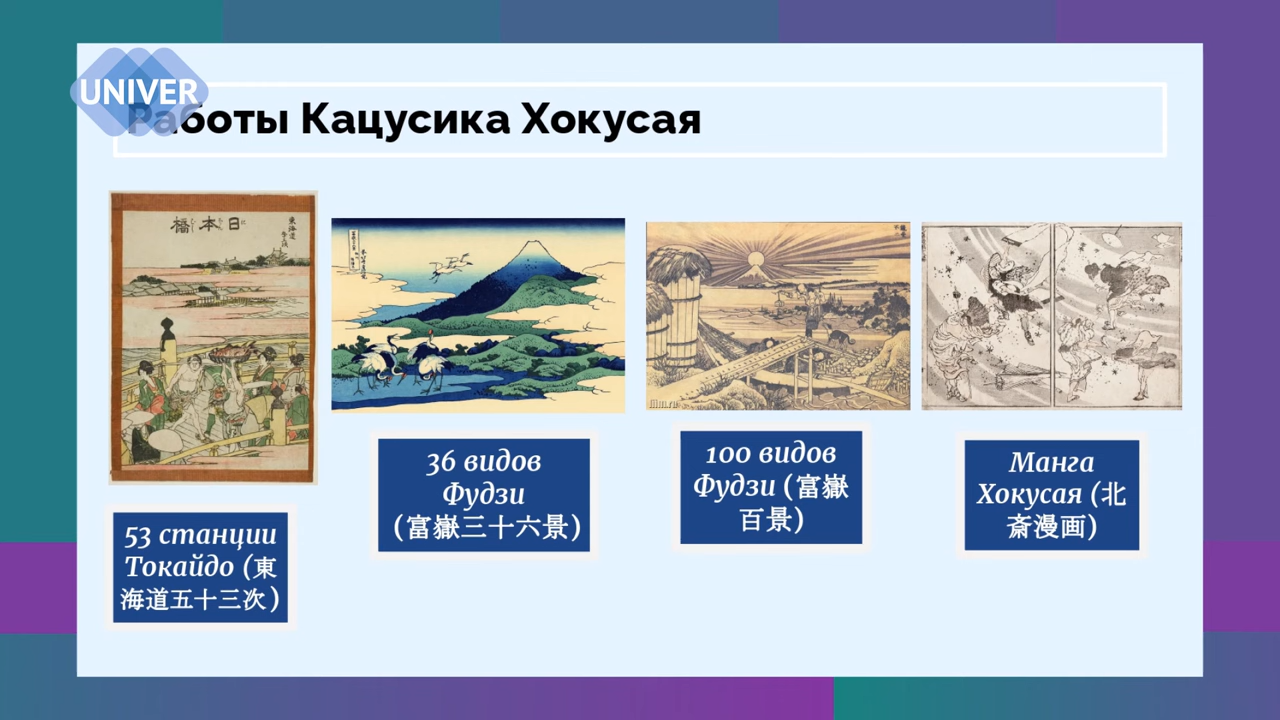 UNIVER
Работы Кацусика Хокусая
日本橋
53 станции
Токайдо (東
海道五十三次)
36 видов
Фудзи
(富嶽三十六景)
100 видов
Фудзи (富嶽
百景)
Манга
Хокусая (北
斎漫画)